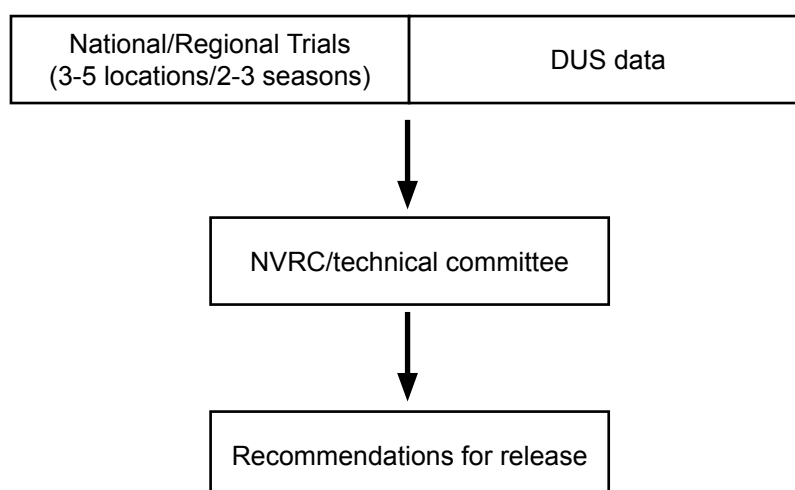 National/Regional Trials
(3-5 locations/2-3 seasons)
DUS data
NVRC/technical committee
Recommendations for release